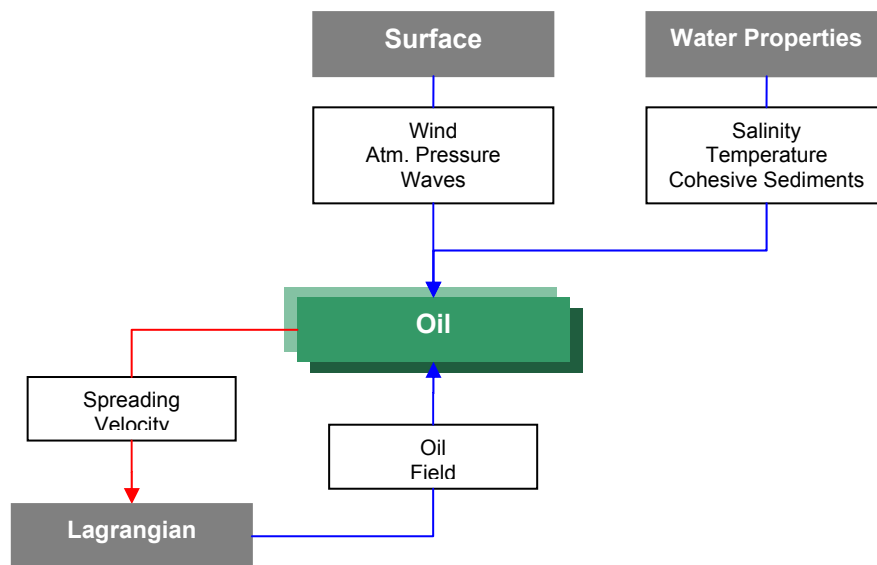 Surface
Water Properties
Wind
Atm. Pressure
Waves
Salinity
Temperature
Cohesive Sediments
Oil
Spreading
Velocity
Oil
Field
Lagrangian